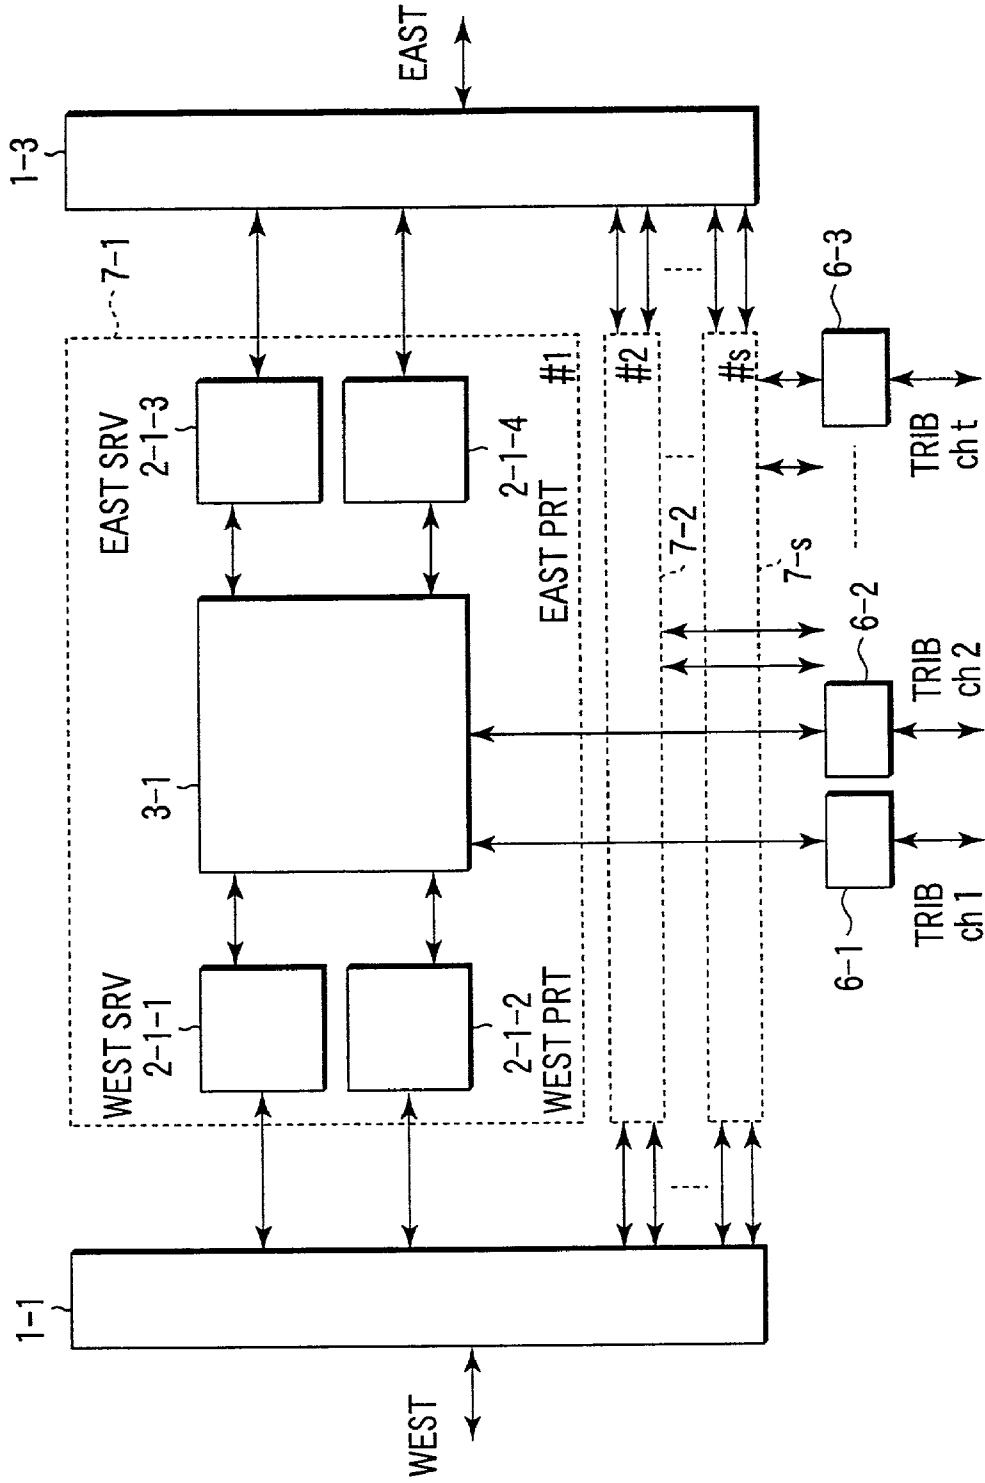 1-1
1-3
7-1
WEST SRV
2-1-1
EAST SRV
2-1-3
3-1
WEST
EAST
2-1-2
WEST PRT
2-1-4
EAST PRT
#1
#2
7-2
#s
7-s
6-1
6-2
6-3
TRIB
ch 1
TRIB
ch 2
TRIB
ch t